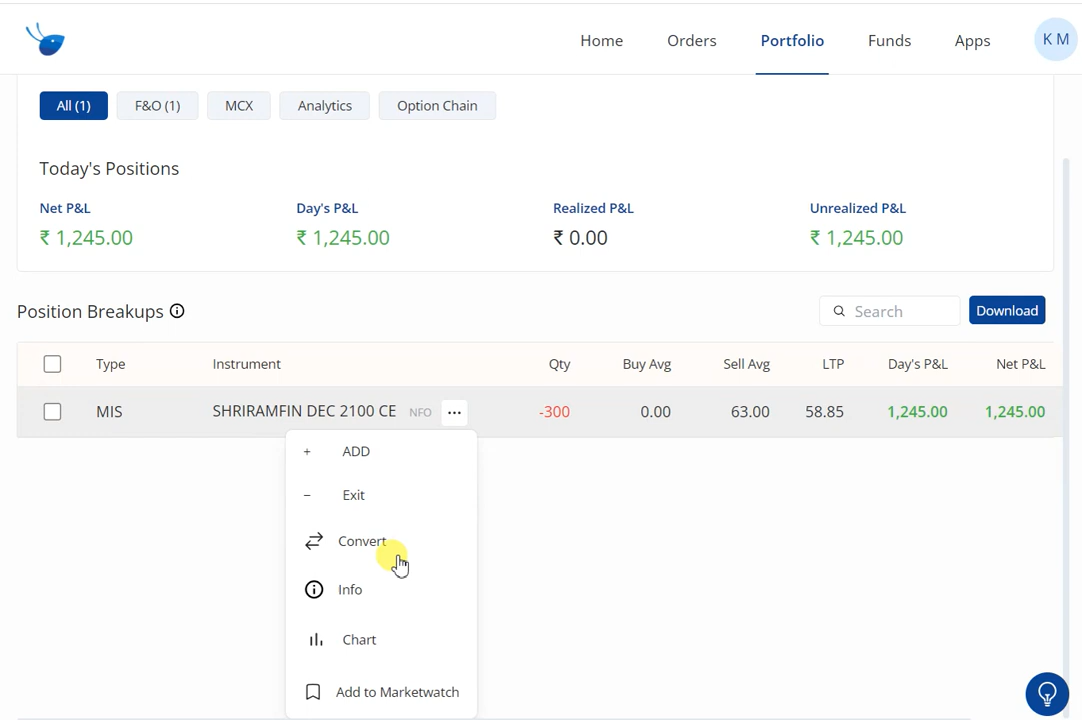 Home Orders Portfolio Funds Apps K M
All (1) F&O (1) MCX Analytics Option Chain
Today's Positions
Net P&L Day's P&L Realized P&L Unrealized P&L
₹ 1,245.00 ₹ 1,245.00 ₹ 0.00 ₹ 1,245.00
Position Breakups Search Download
Type Instrument Qty Buy Avg Sell Avg LTP Day's P&L Net P&L
MIS SHRIRAMFIN DEC 2100 CE NFO -300 0.00 63.00 58.85 1,245.00 1,245.00
+ ADD
− Exit
Convert
Info
Chart
Add to Marketwatch